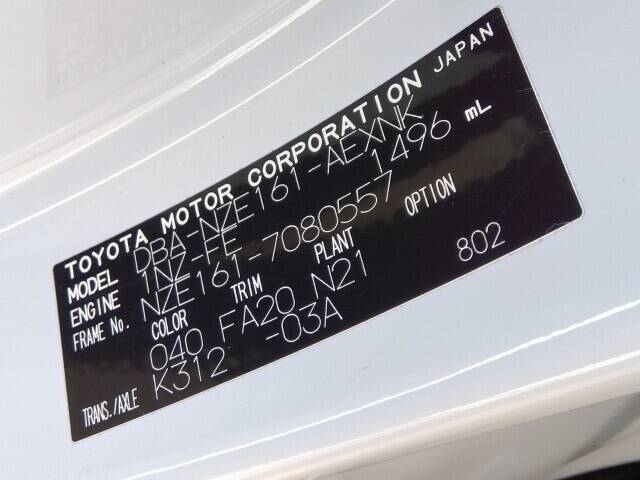 TOYOTA MOTOR CORPORATION JAPAN
MODEL DBA-NZE161-AEXNK
ENGINE 1NZ-FE 1496 mL
FRAME No. NZE161-7080557
COLOR TRIM PLANT OPTION
040 FA20 N21 802
TRANS./AXLE K312 -03A